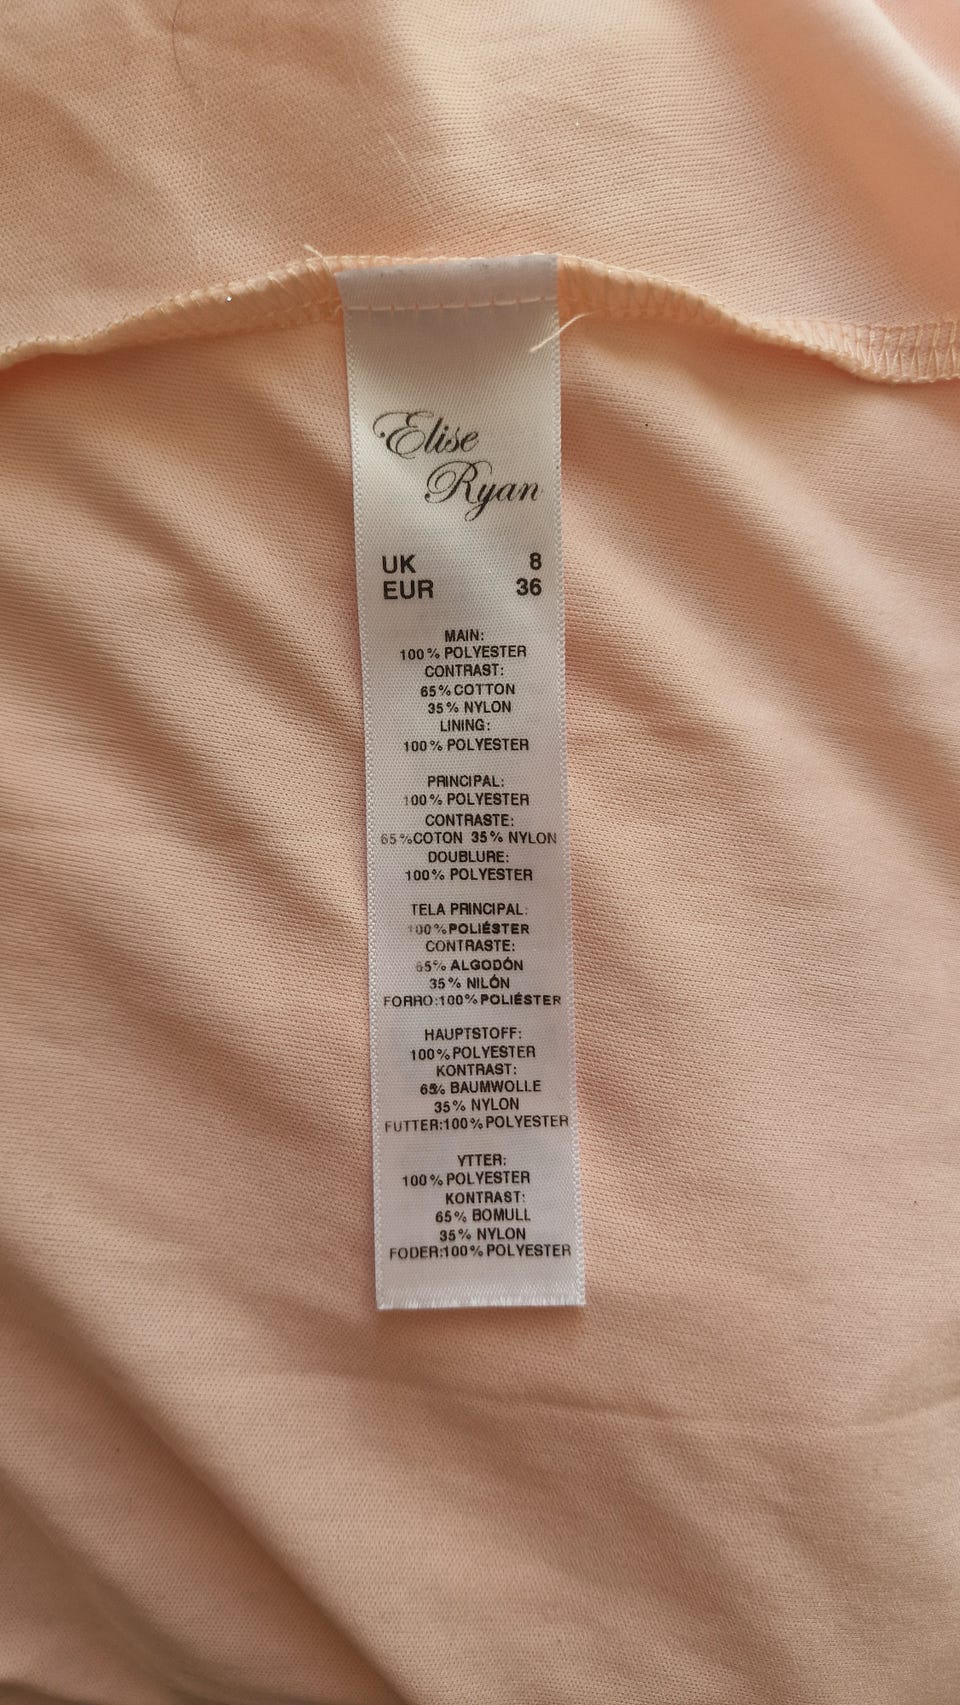 Elise
Ryan
UK 8
EUR 36
MAIN:
100% POLYESTER
CONTRAST:
65% COTTON
35% NYLON
LINING:
100% POLYESTER
PRINCIPAL:
100% POLYESTER
CONTRASTE:
65% COTON 35% NYLON
DOUBLURE:
100% POLYESTER
TELA PRINCIPAL:
100% POLIÉSTER
CONTRASTE:
65% ALGODÓN
35% NILÓN
FORRO:100% POLIÉSTER
HAUPTSTOFF:
100% POLYESTER
KONTRAST:
65% BAUMWOLLE
35% NYLON
FUTTER:100% POLYESTER
YTTER:
100% POLYESTER
KONTRAST:
65% BOMULL
35% NYLON
FODER:100% POLYESTER